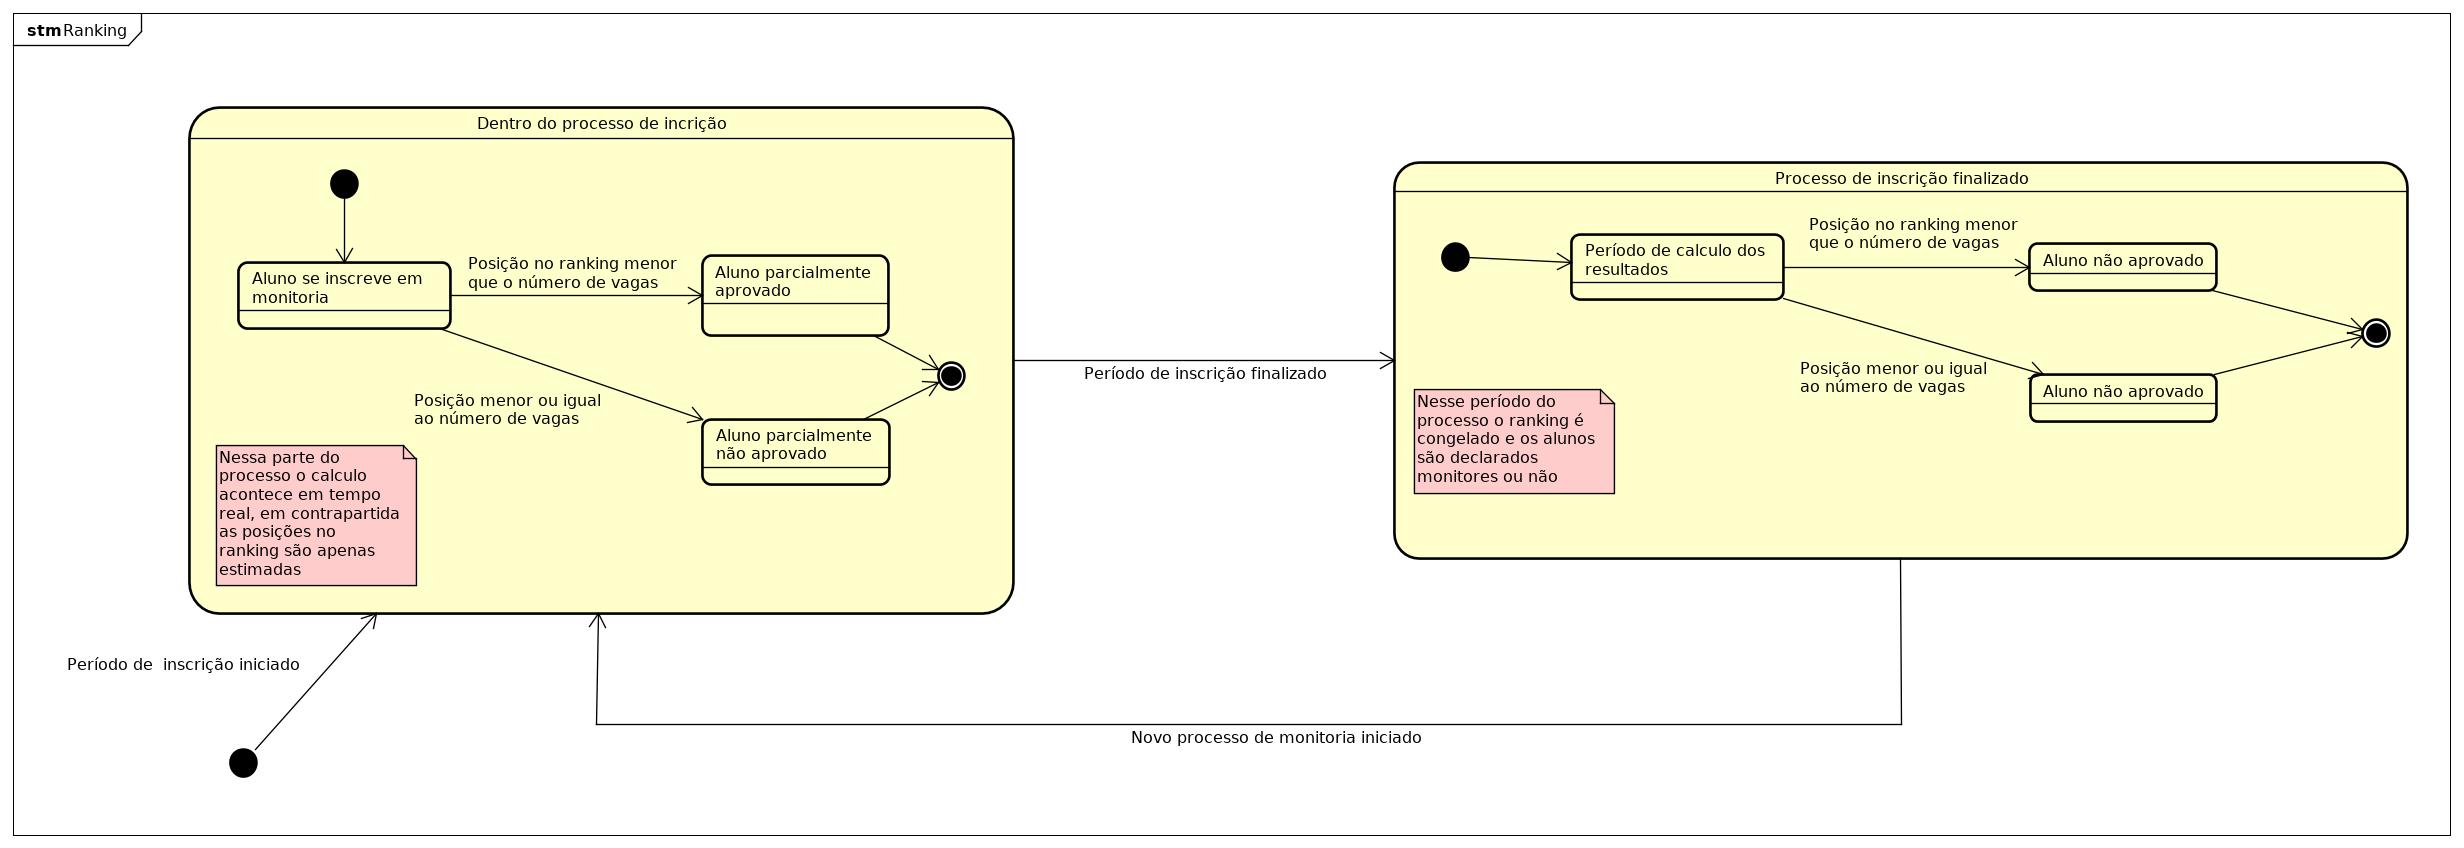 stm Ranking
Dentro do processo de incrição
Aluno se inscreve em
monitoria
Posição no ranking menor
que o número de vagas
Aluno parcialmente
aprovado
Posição menor ou igual
ao número de vagas
Aluno parcialmente
não aprovado
Nessa parte do
processo o calculo
acontece em tempo
real, em contrapartida
as posições no
ranking são apenas
estimadas
Período de inscrição finalizado
Processo de inscrição finalizado
Período de calculo dos
resultados
Posição no ranking menor
que o número de vagas
Aluno não aprovado
Posição menor ou igual
ao número de vagas
Aluno não aprovado
Nesse período do
processo o ranking é
congelado e os alunos
são declarados
monitores ou não
Período de  inscrição iniciado
Novo processo de monitoria iniciado